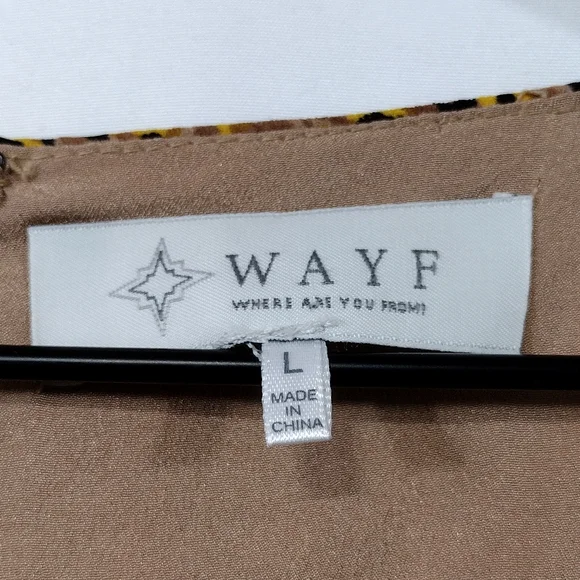 WAYF
WHERE ARE YOU FROM?
L
MADE
IN
CHINA